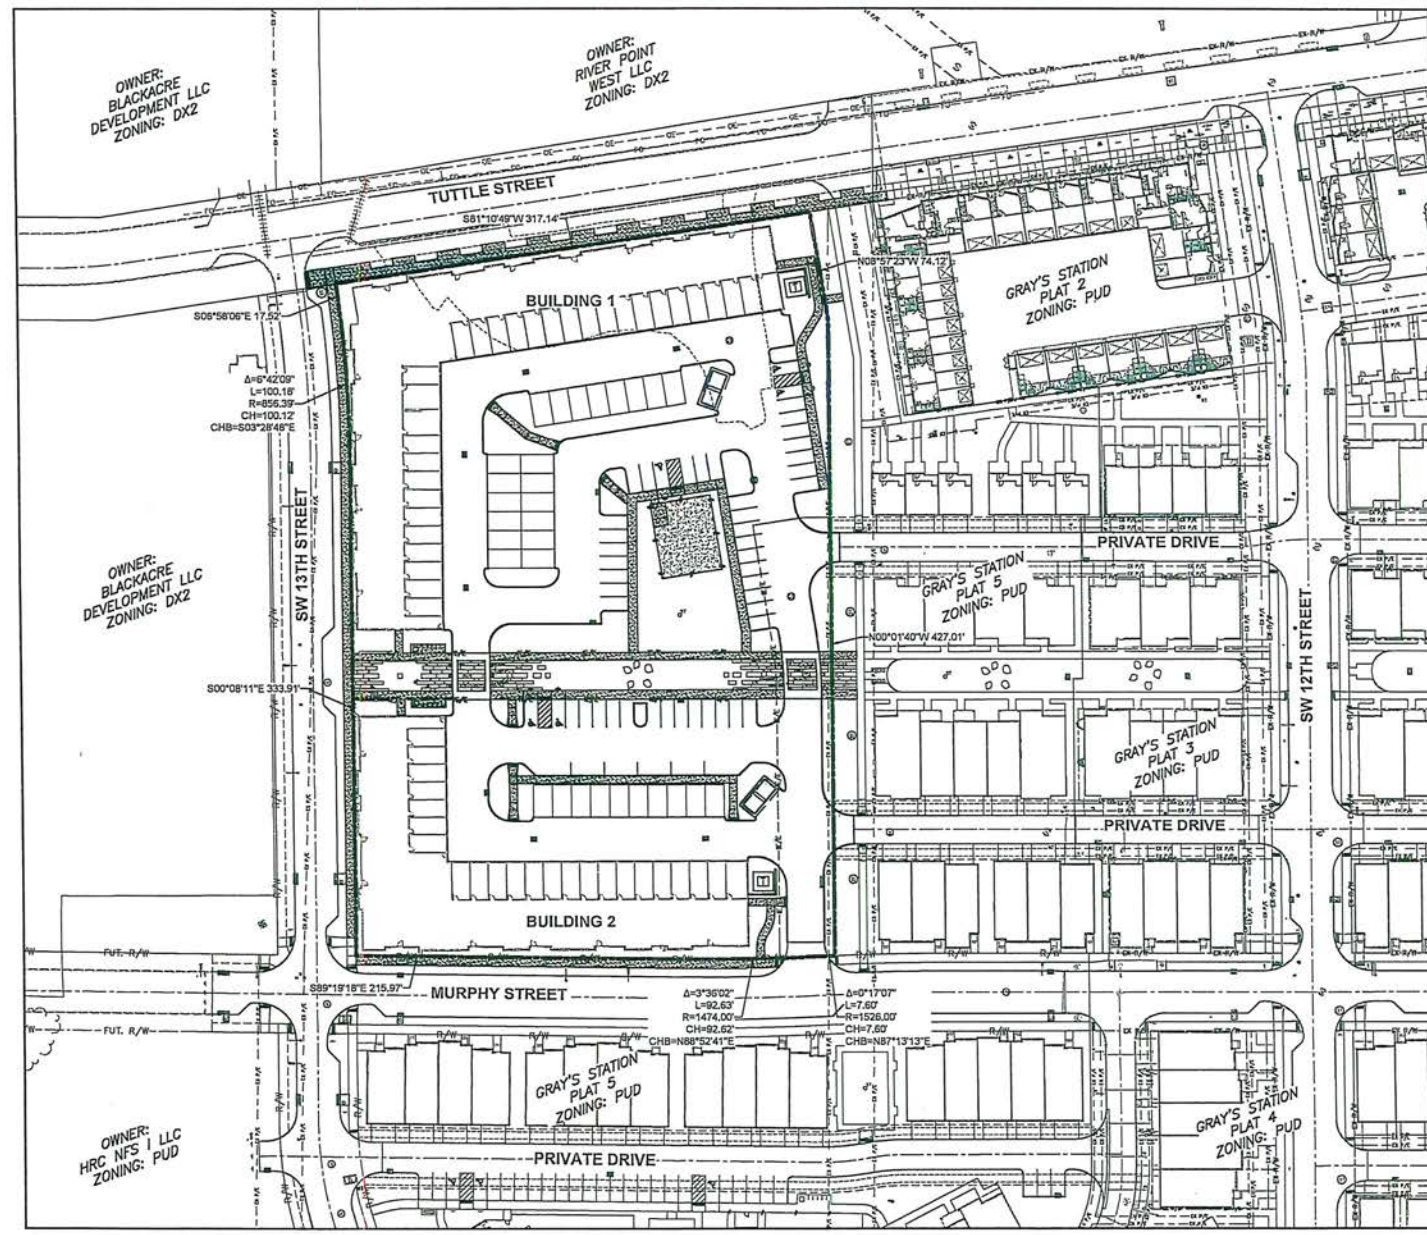 OWNER:
BLACKACRE
DEVELOPMENT LLC
ZONING: DX2
OWNER:
RIVER POINT
WEST LLC
ZONING: DX2
TUTTLE STREET
S81°10'49"W 317.14'
N08°57'23"W 74.12'
BUILDING 1
S06°58'06"E 17.52'
GRAY'S STATION
PLAT 2
ZONING: PUD
Δ=6°42'09"
L=100.18'
R=856.39'
CH=100.12'
CHB=S03°28'48"E
SW 13TH STREET
OWNER:
BLACKACRE
DEVELOPMENT LLC
ZONING: DX2
PRIVATE DRIVE
GRAY'S STATION
PLAT 5
ZONING: PUD
N00°01'40"W 427.01'
SW 12TH STREET
S00°08'11"E 333.91'
GRAY'S STATION
PLAT 3
ZONING: PUD
PRIVATE DRIVE
BUILDING 2
FUT. R/W
R/W
S89°19'18"E 215.97'
MURPHY STREET
Δ=3°36'02"
L=92.63'
R=1474.00'
CH=92.62'
CHB=N88°52'41"E
Δ=0°17'07"
L=7.60'
R=1526.00'
CH=7.60'
CHB=N87°13'13"E
FUT. R/W
GRAY'S STATION
PLAT 5
ZONING: PUD
GRAY'S STATION
PLAT 4
ZONING: PUD
OWNER:
HRC NFS I LLC
ZONING: PUD
PRIVATE DRIVE